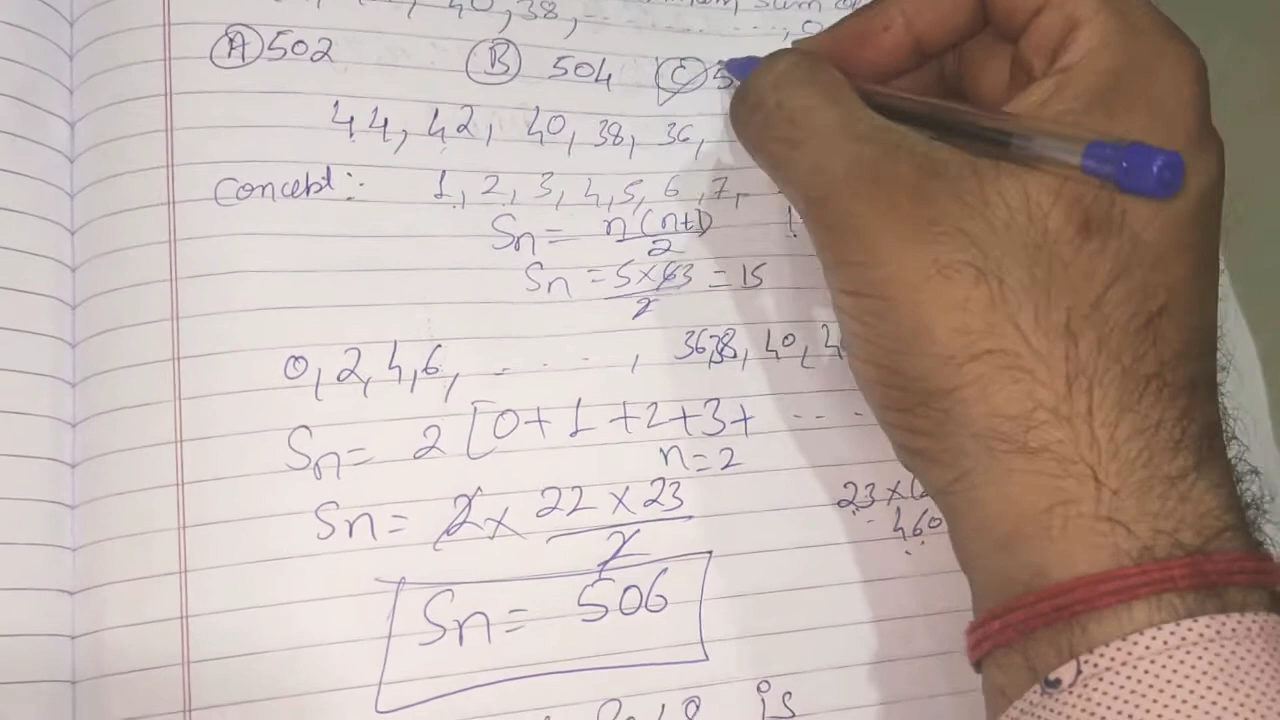 40, 38, ..........
(A) 502 (B) 504 (C) 5
44, 42, 40, 38, 36,
Concept:- 1, 2, 3, 4, 5, 6, 7,
Sn = n(n+1)/2
Sn = 5×63/2 = 15
0, 2, 4, 6, - . . . . , 36, 38, 40,
Sn = 2 [0+1+2+3+ ....
n=2
Sn = 2 × 22 × 23/2
23 ×
460
Sn = 506
is